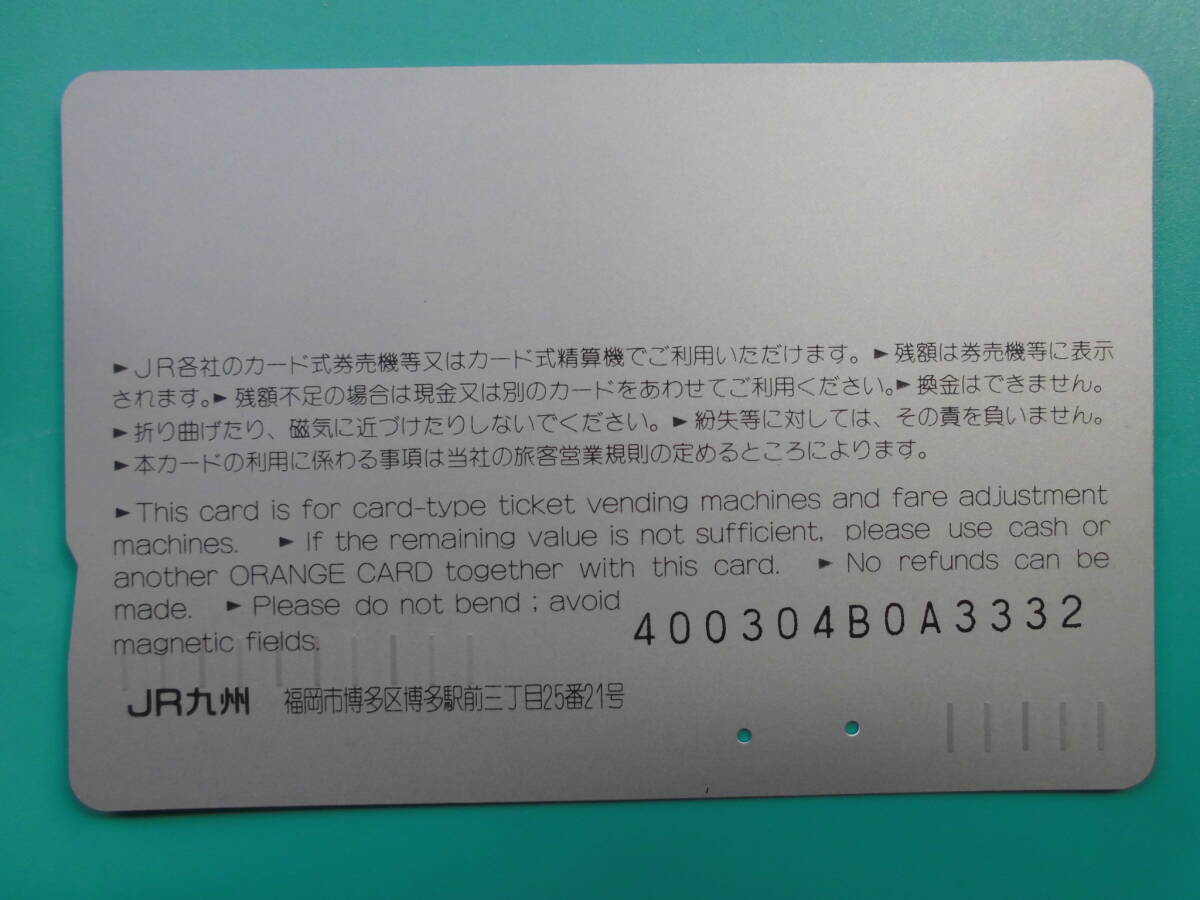 ►JR各社のカード式券売機等又はカード式精算機でご利用いただけます。►残額は券売機等に表示
されます。►残額不足の場合は現金又は別のカードをあわせてご利用ください。►換金はできません。
►折り曲げたり、磁気に近づけたりしないでください。►紛失等に対しては、その責を負いません。
►本カードの利用に係わる事項は当社の旅客営業規則の定めるところによります。
►This card is for card-type ticket vending machines and fare adjustment
machines. ►If the remaining value is not sufficient, please use cash or
another ORANGE CARD together with this card. ►No refunds can be
made. ►Please do not bend; avoid
magnetic fields.
400304B0A3332
JR九州 福岡市博多区博多駅前三丁目25番21号